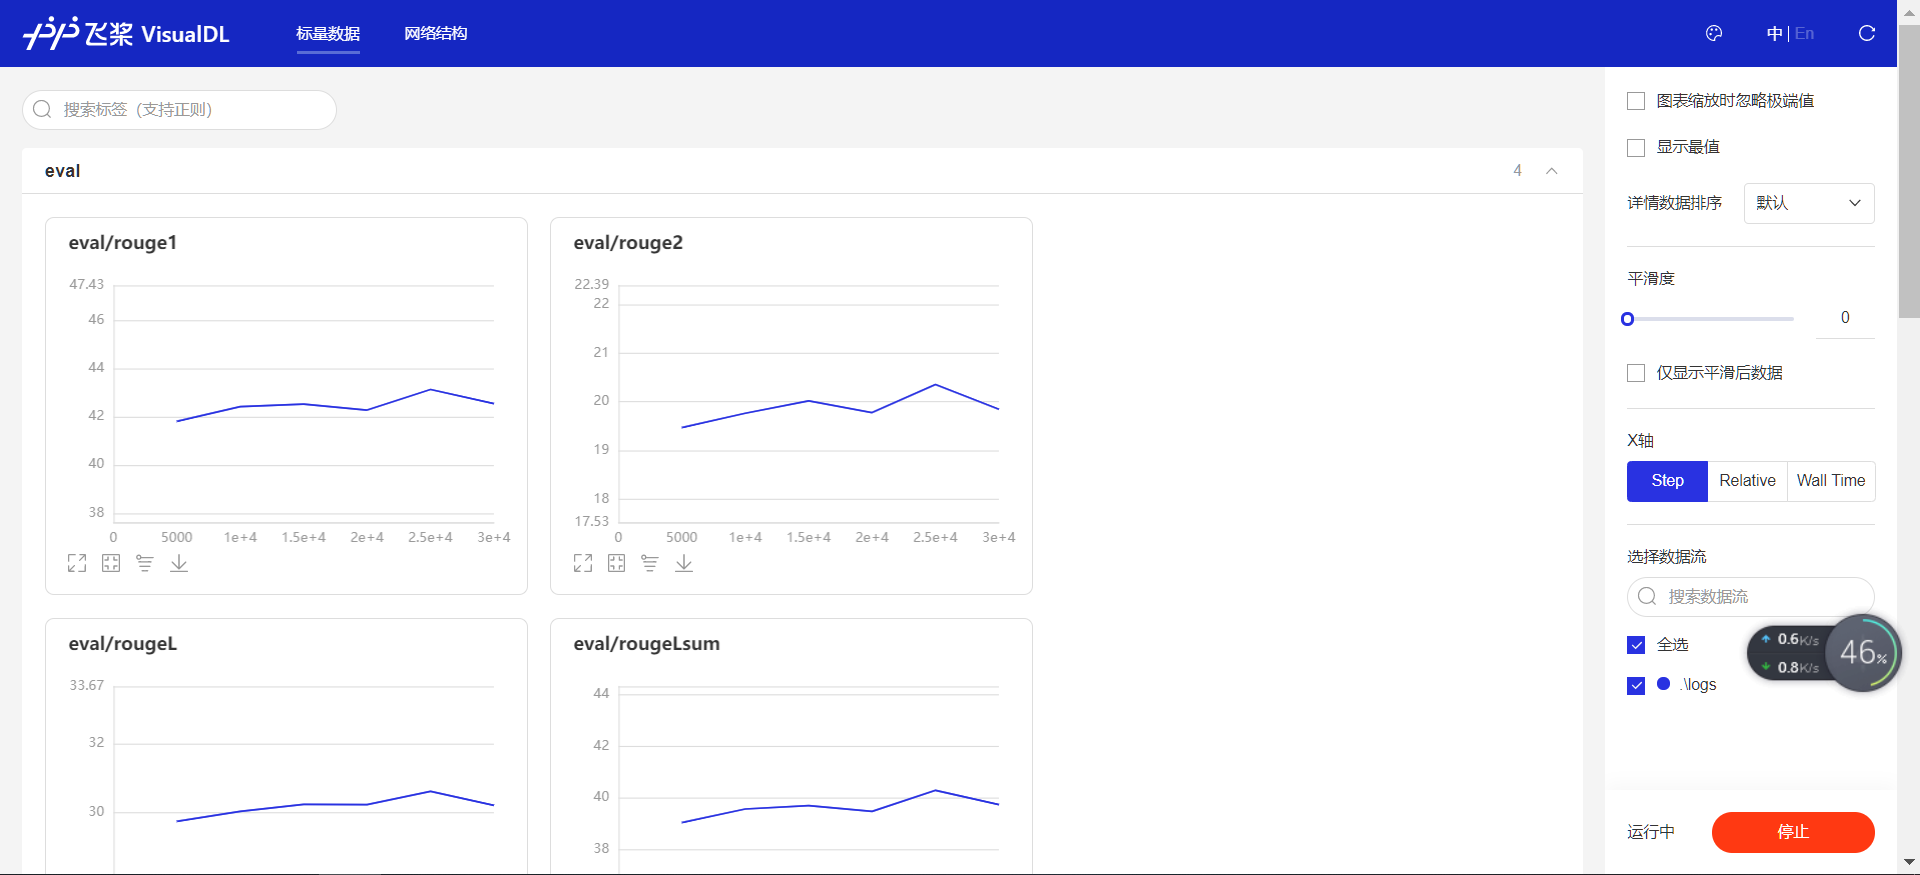 飞桨 VisualDL
标量数据
网络结构
中 | En
搜索标签（支持正则）
eval
4
eval/rouge1
47.43
46
44
42
40
38
0 5000 1e+4 1.5e+4 2e+4 2.5e+4 3e+4
eval/rouge2
22.39
22
21
20
19
18
17.53
0 5000 1e+4 1.5e+4 2e+4 2.5e+4 3e+4
eval/rougeL
33.67
32
30
eval/rougeLsum
44
42
40
38
图表缩放时忽略极端值
显示最值
详情数据排序 默认
平滑度
0
仅显示平滑后数据
X轴
Step Relative Wall Time
选择数据流
搜索数据流
全选
.\logs
0.6K/s
0.8K/s
46%
运行中 停止